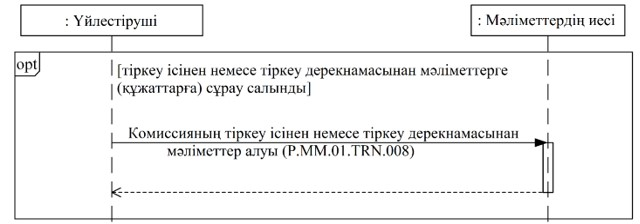 : Үйлестіруші
: Мәліметтердің иесі
opt
[тіркеу ісінен немесе тіркеу дерекнамасынан мәліметтерге
(құжаттарға) сұрау салынды]
Комиссияның тіркеу ісінен немесе тіркеу дерекнамасынан
мәліметтер алуы (P.MM.01.TRN.008)